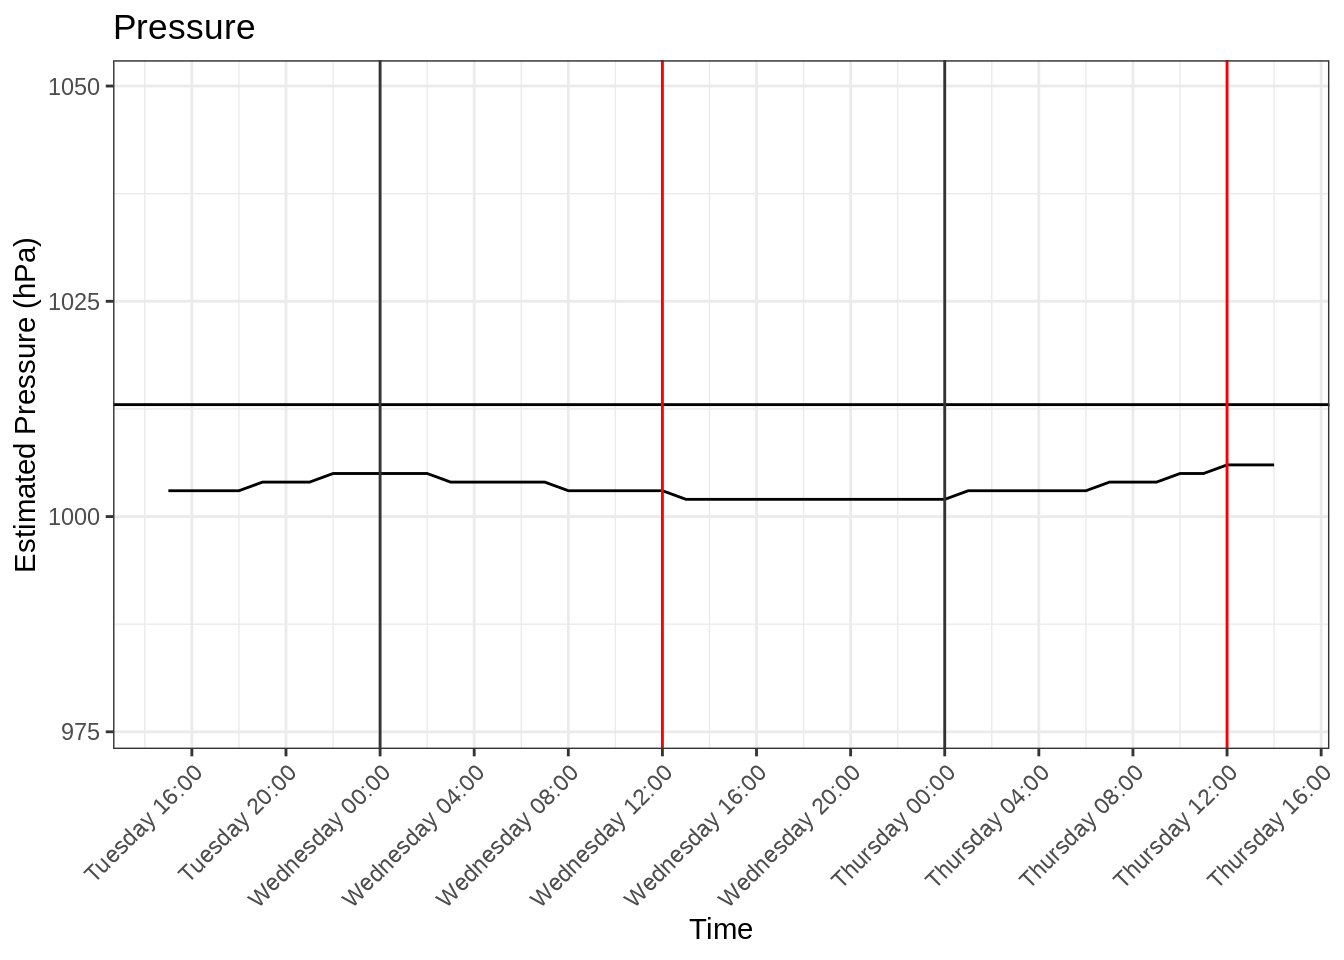 Pressure
Estimated Pressure (hPa)
1050
1025
1000
975
Tuesday 16:00
Tuesday 20:00
Wednesday 00:00
Wednesday 04:00
Wednesday 08:00
Wednesday 12:00
Wednesday 16:00
Wednesday 20:00
Thursday 00:00
Thursday 04:00
Thursday 08:00
Thursday 12:00
Thursday 16:00
Time